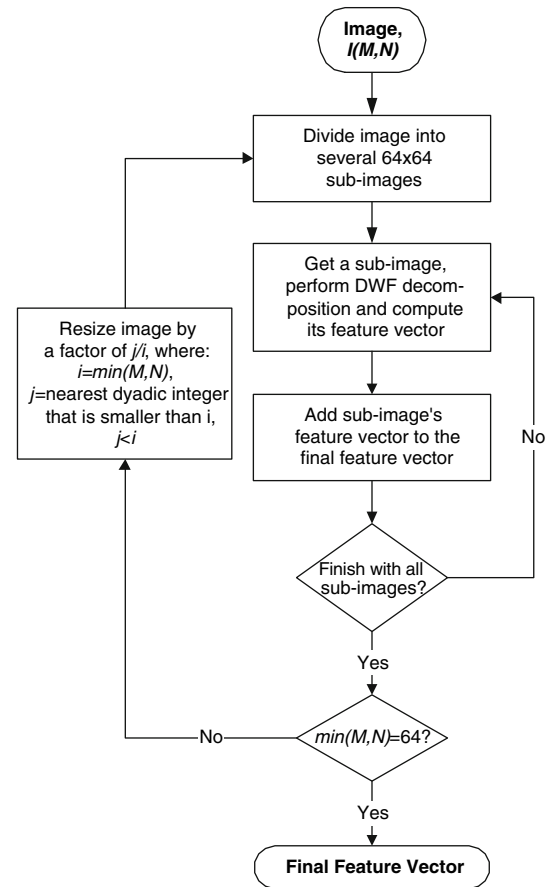 Image,
I(M,N)
Divide image into
several 64x64
sub-images
Get a sub-image,
perform DWF decom-
position and compute
its feature vector
Resize image by
a factor of j/i, where:
i=min(M,N),
j=nearest dyadic integer
that is smaller than i,
j<i
Add sub-image's
feature vector to the
final feature vector
No
Finish with all
sub-images?
Yes
No
min(M,N)=64?
Yes
Final Feature Vector